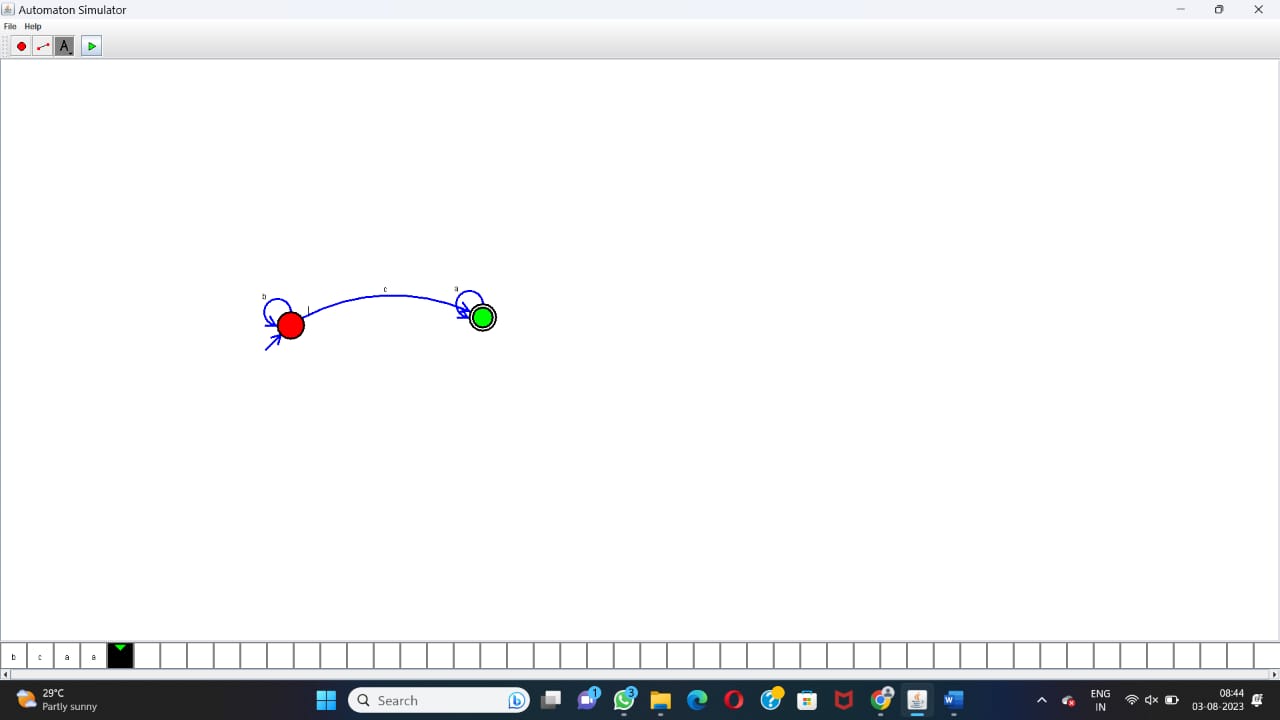 Automaton Simulator
File Help
A
c
a
b
b c a a
29°C
Partly sunny
Search
1
3
W
ENG
IN
08:44
03-08-2023